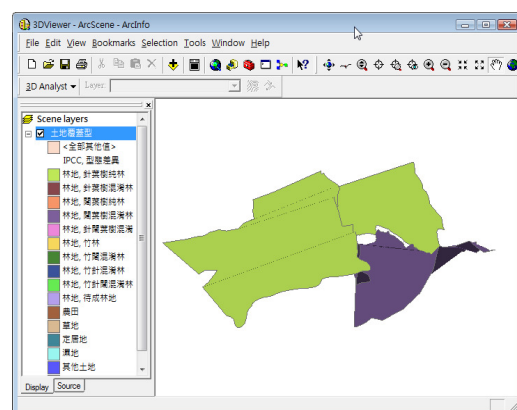 3DViewer - ArcScene - ArcInfo
File Edit View Bookmarks Selection Tools Window Help
3D Analyst Layer:
Scene layers
土地覆蓋型
<全部其他值>
IPCC, 型態差異
林地, 針葉樹純林
林地, 針葉樹混淆林
林地, 闊葉樹純林
林地, 闊葉樹混淆林
林地, 針闊葉樹混淆
林地, 竹林
林地, 竹闊混淆林
林地, 竹針混淆林
林地, 竹針闊混淆林
林地, 待成林地
農田
草地
定居地
濕地
其他土地
Display Source